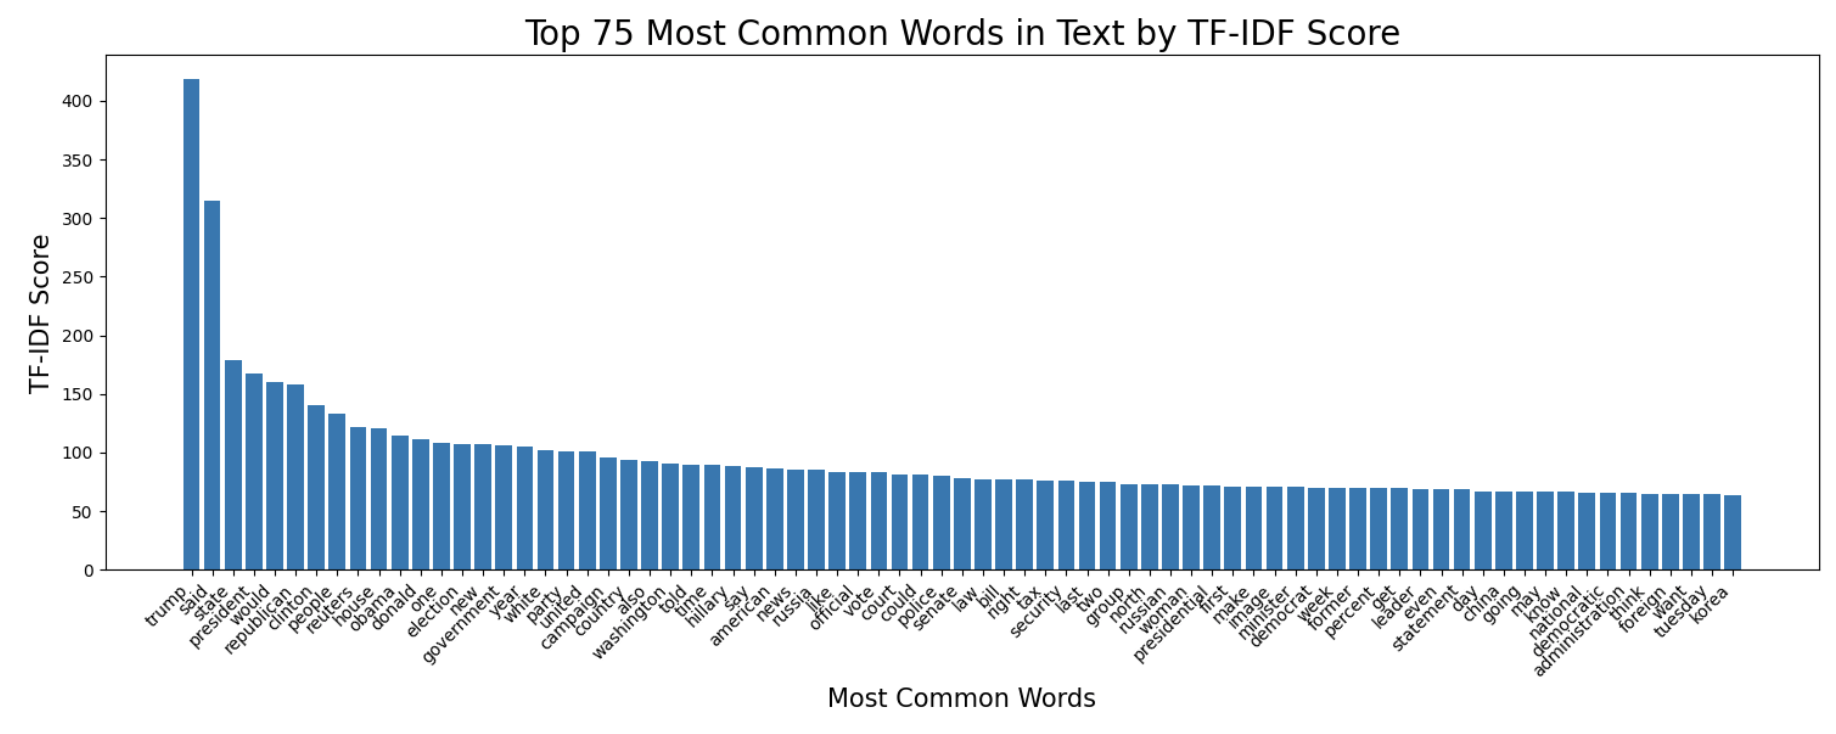 Top 75 Most Common Words in Text by TF-IDF Score
TF-IDF Score
400
350
300
250
200
150
100
50
0
trump
said
state
president
would
republican
clinton
people
reuters
house
obama
donald
one
election
new
government
year
white
party
united
campaign
country
also
washington
told
time
hillary
say
american
news
russia
like
official
vote
court
could
police
senate
law
bill
right
tax
security
last
two
group
north
russian
woman
presidential
first
make
image
minister
democrat
week
former
percent
get
leader
even
statement
day
china
going
may
know
national
democratic
administration
think
foreign
want
tuesday
korea
Most Common Words